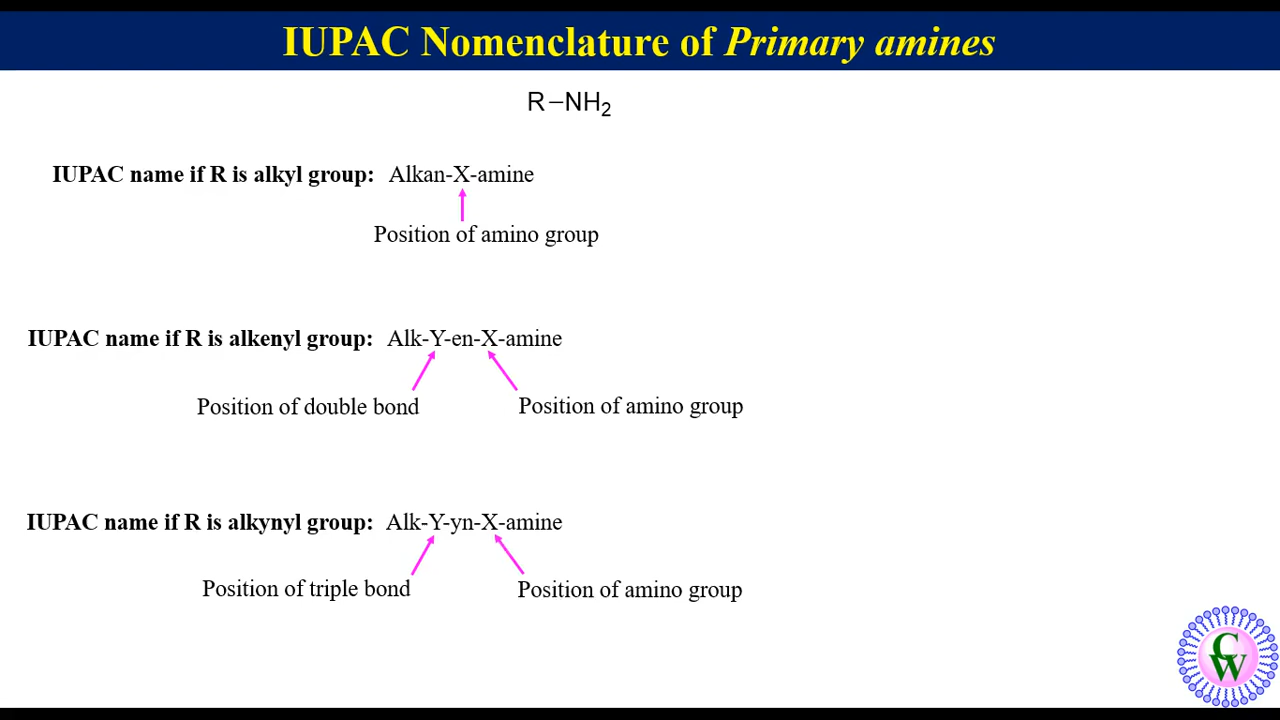 IUPAC Nomenclature of Primary amines
R–NH₂
IUPAC name if R is alkyl group: Alkan-X-amine
Position of amino group
IUPAC name if R is alkenyl group: Alk-Y-en-X-amine
Position of double bond Position of amino group
IUPAC name if R is alkynyl group: Alk-Y-yn-X-amine
Position of triple bond Position of amino group
CW